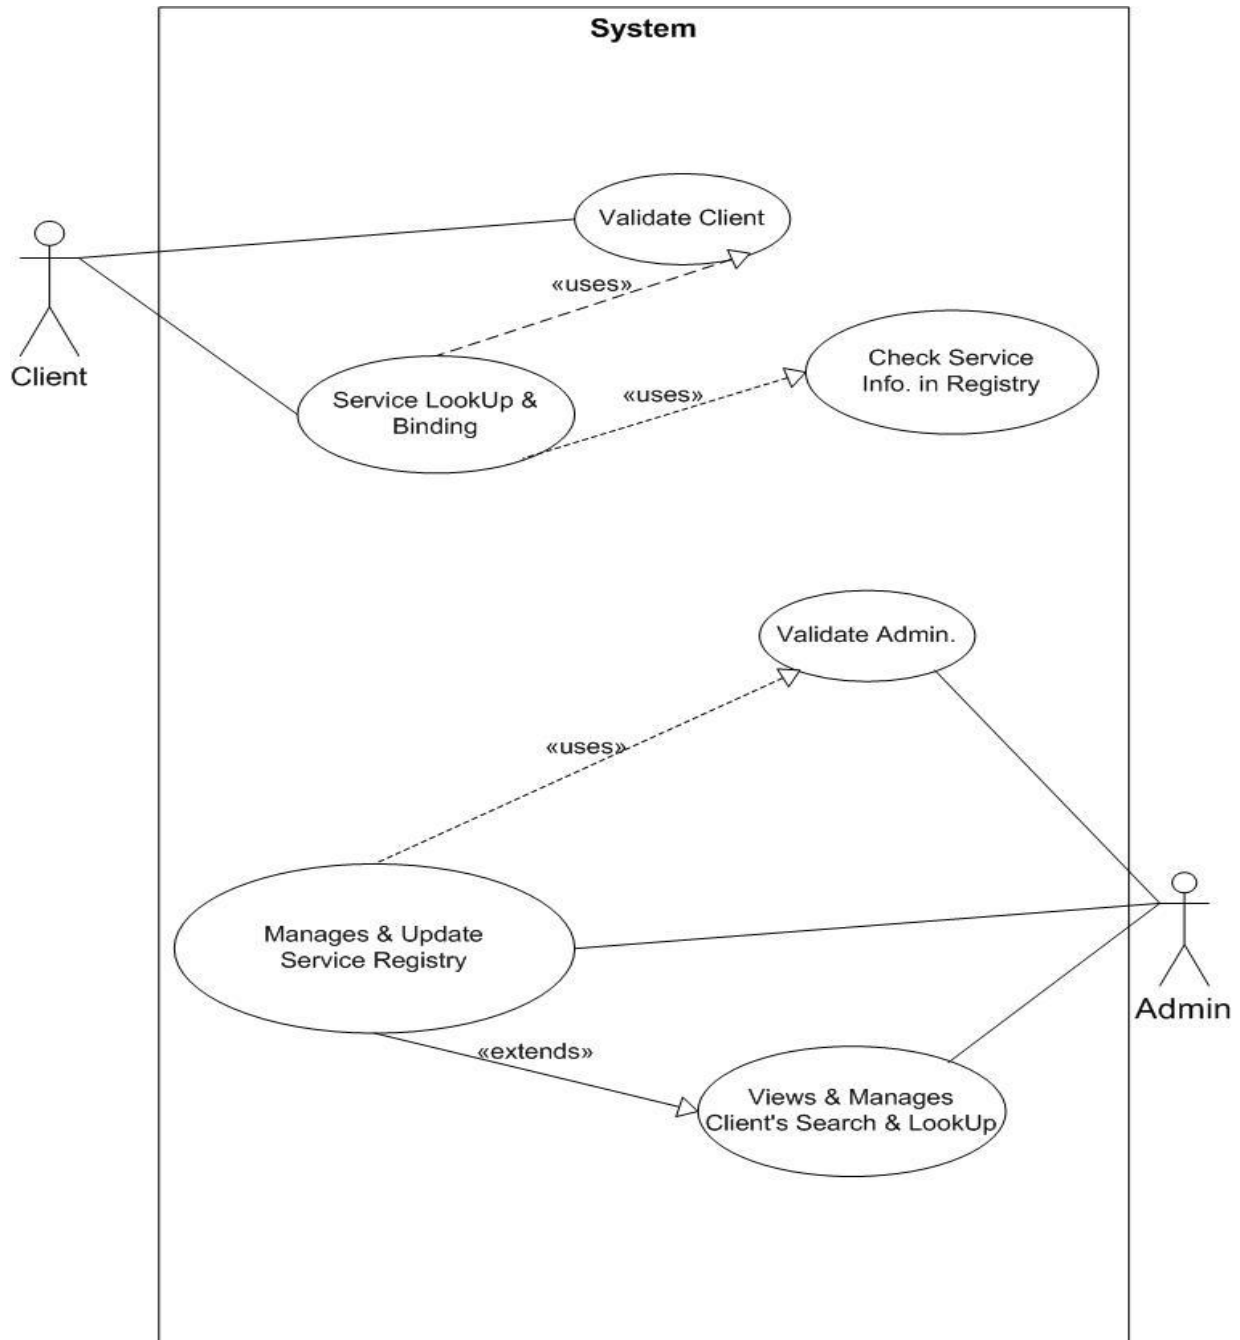 System
Validate Client
«uses»
Client
Check Service
Info. in Registry
Service LookUp &
Binding
«uses»
Validate Admin.
«uses»
Manages & Update
Service Registry
Admin
«extends»
Views & Manages
Client's Search & LookUp